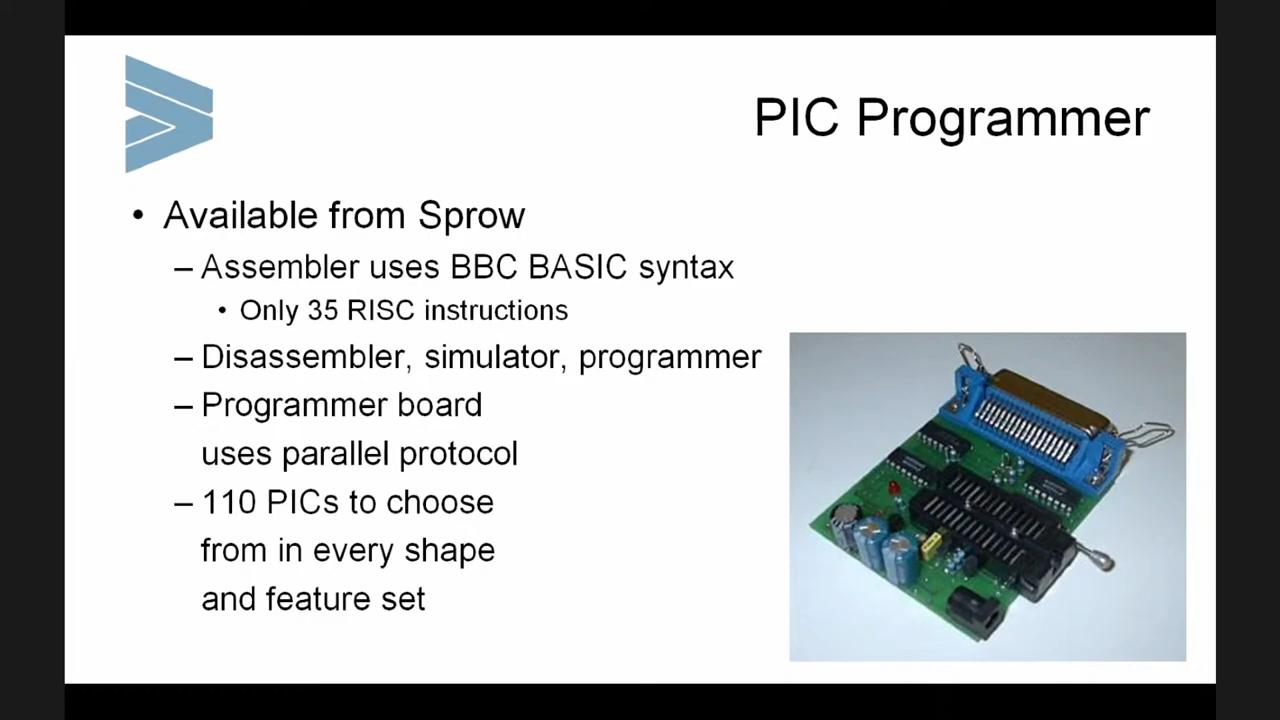 PIC Programmer
• Available from Sprow
– Assembler uses BBC BASIC syntax
• Only 35 RISC instructions
– Disassembler, simulator, programmer
– Programmer board
uses parallel protocol
– 110 PICs to choose
from in every shape
and feature set